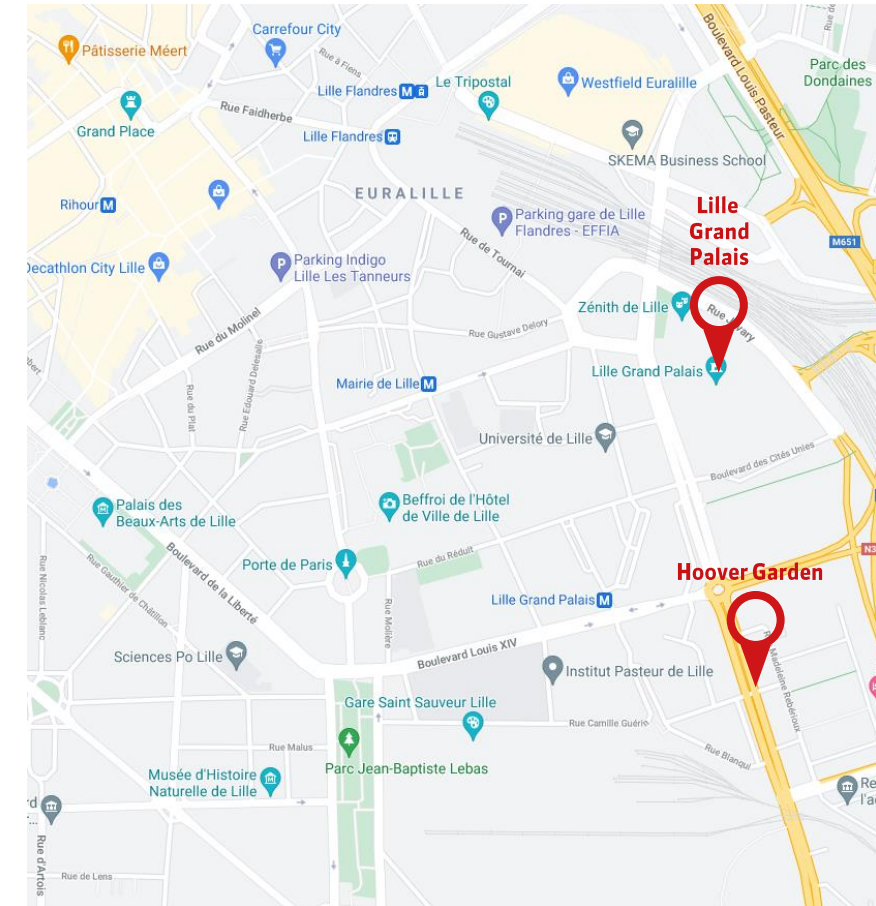 Carrefour City
Pâtisserie Méert
Rue à Fiens
Boulevard Louis Pasteur
Parc des
Dondaines
Lille Flandres M
Le Tripostal
Westfield Euralille
Rue Faidherbe
Grand Place
Lille Flandres
SKEMA Business School
EURALILLE
Rihour M
Lille
Grand
Palais
P Parking gare de Lille
Flandres - EFFIA
M651
Rue de Tournai
Decathlon City Lille
P Parking Indigo
Lille Les Tanneurs
Zénith de Lille
Rue Javary
Rue du Molinel
Rue Gustave Delory
Rue Edouard Delesalle
Lille Grand Palais
Mairie de Lille M
Rue du Plat
Université de Lille
Boulevard des Cités Unies
Palais des
Beaux-Arts de Lille
Beffroi de l'Hôtel
de Ville de Lille
Boulevard de la Liberté
Rue du Réduit
Porte de Paris
Rue Nicolas Leblanc
Rue Gauthier de Châtillon
Hoover Garden
Lille Grand Palais M
Rue Molière
Boulevard Louis XIV
Rue Madeleine Rebérioux
Sciences Po Lille
Institut Pasteur de Lille
Gare Saint Sauveur Lille
Rue Camille Guérin
Rue Malus
Rue Blanqui
Parc Jean-Baptiste Lebas
Musée d'Histoire
Naturelle de Lille
Rue d'Artois
Rue de Lens